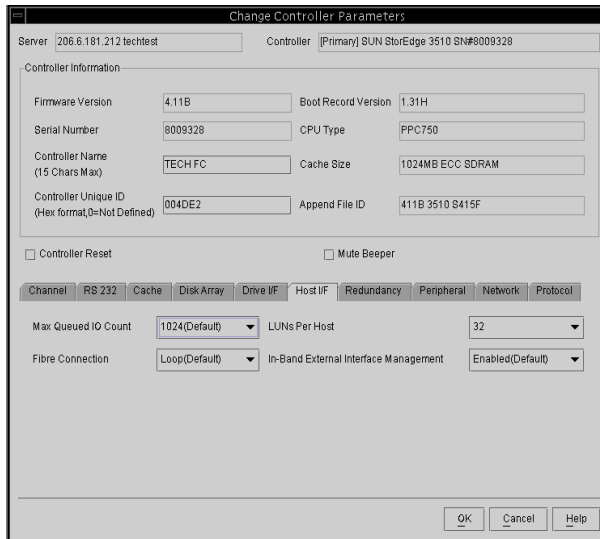 Change Controller Parameters
Server 206.6.181.212 techtest Controller [Primary] SUN StorEdge 3510 SN#8009328
Controller Information
Firmware Version 4.11B Boot Record Version 1.31H
Serial Number 8009328 CPU Type PPC750
Controller Name
(15 Chars Max) TECH FC Cache Size 1024MB ECC SDRAM
Controller Unique ID
(Hex format,0=Not Defined) 004DE2 Append File ID 411B 3510 S415F
Controller Reset Mute Beeper
Channel RS 232 Cache Disk Array Drive I/F Host I/F Redundancy Peripheral Network Protocol
Max Queued IO Count 1024(Default) LUNs Per Host 32
Fibre Connection Loop(Default) In-Band External Interface Management Enabled(Default)
OK Cancel Help